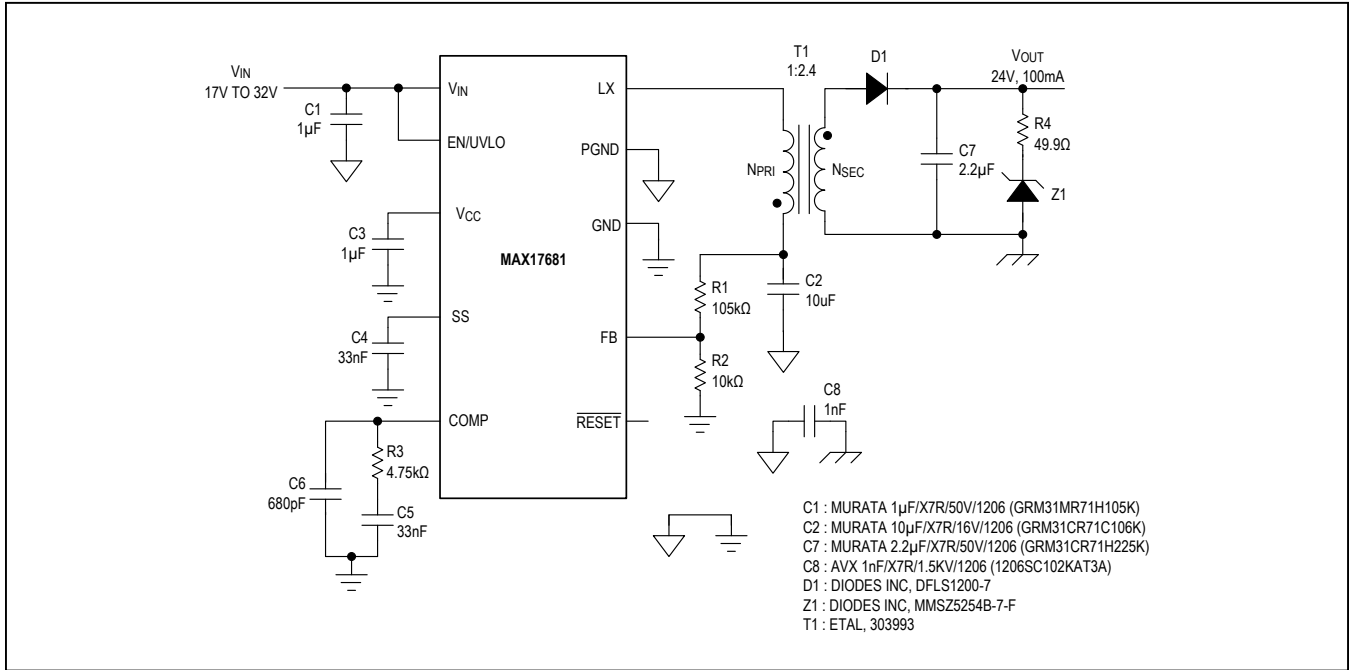 VIN
17V TO 32V
C1
1µF
VIN
EN/UVLO
VCC
C3
1µF
SS
C4
33nF
COMP
R3
4.75kΩ
C6
680pF
C5
33nF
MAX17681
LX
PGND
GND
FB
RESET
T1
1:2.4
NPRI
NSEC
D1
VOUT
24V, 100mA
C7
2.2µF
R4
49.9Ω
Z1
R1
105kΩ
C2
10uF
R2
10kΩ
C8
1nF
C1 : MURATA 1µF/X7R/50V/1206 (GRM31MR71H105K)
C2 : MURATA 10µF/X7R/16V/1206 (GRM31CR71C106K)
C7 : MURATA 2.2µF/X7R/50V/1206 (GRM31CR71H225K)
C8 : AVX 1nF/X7R/1.5KV/1206 (1206SC102KAT3A)
D1 : DIODES INC, DFLS1200-7
Z1 : DIODES INC, MMSZ5254B-7-F
T1 : ETAL, 303993